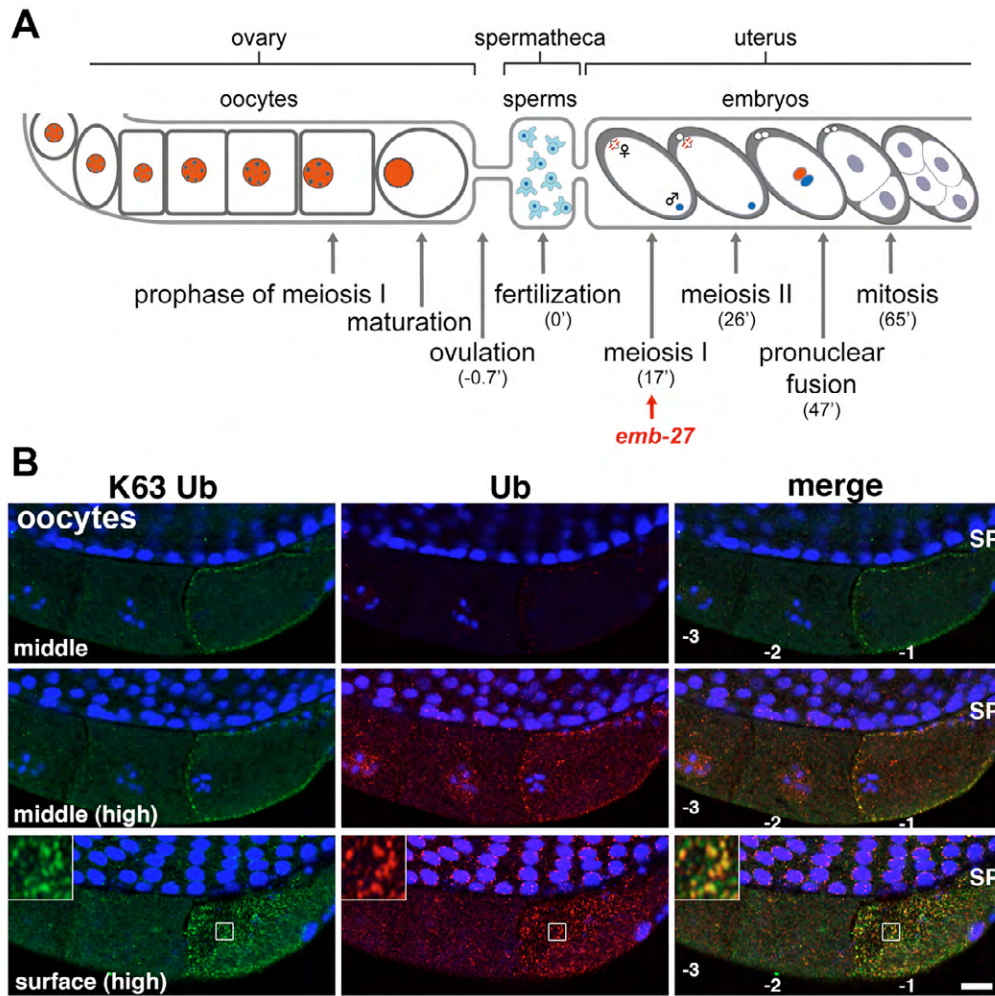 A
ovary
spermatheca
uterus
oocytes
sperms
embryos
♀
♂
prophase of meiosis I
maturation
ovulation
(-0.7')
fertilization
(0')
meiosis I
(17')
emb-27
meiosis II
(26')
pronuclear
fusion
(47')
mitosis
(65')
B
K63 Ub
Ub
merge
oocytes
middle
SP
-3
-2
-1
middle (high)
SP
-3
-2
-1
surface (high)
SP
-3
-2
-1